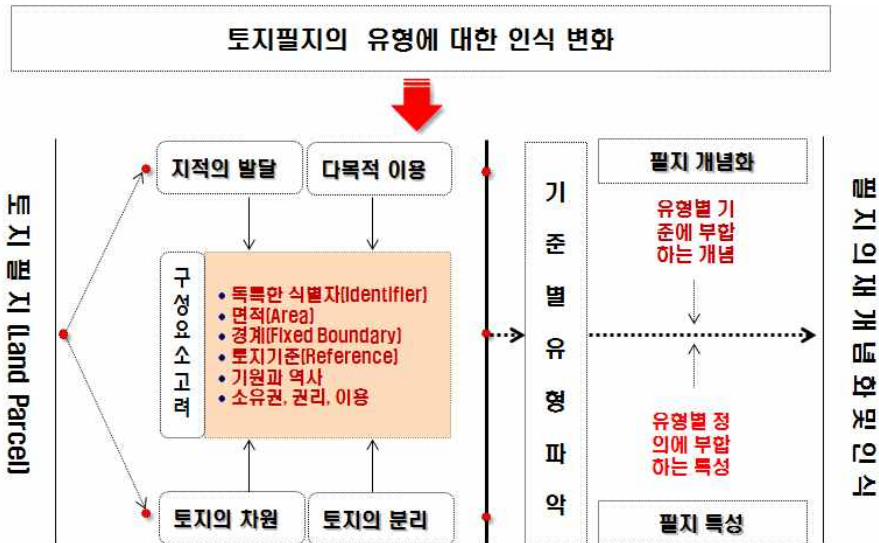 토지필지의 유형에 대한 인식 변화
토지필지(Land Parcel)
지적의 발달
다목적 이용
구성요소고려
독특한 식별자(Identifier)
면적(Area)
경계(Fixed Boundary)
토지기준(Reference)
기원과 역사
소유권, 권리, 이용
토지의 차원
토지의 분리
기준별유형파악
필지 개념화
유형별 기
준에 부합
하는 개념
유형별 정
의에 부합
하는 특성
필지 특성
필지의재개념화및인식